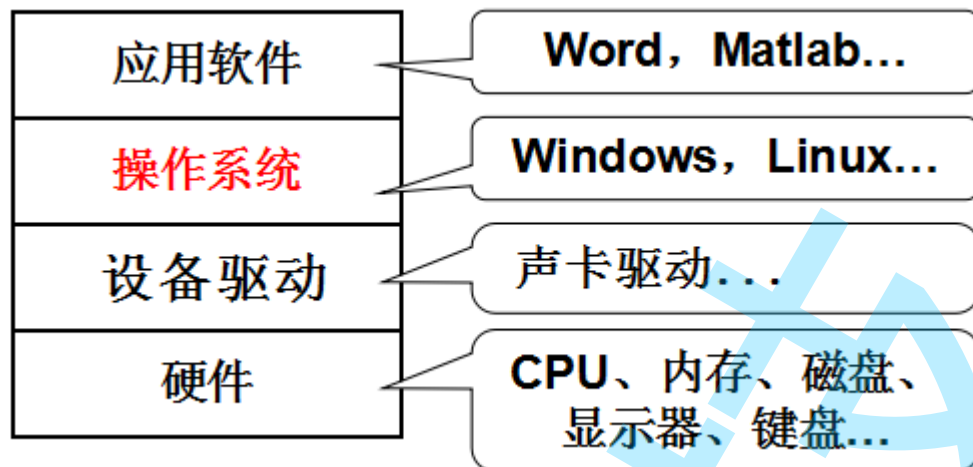 应用软件
Word，Matlab...
操作系统
Windows，Linux...
设备驱动
声卡驱动...
硬件
CPU、内存、磁盘、
显示器、键盘...